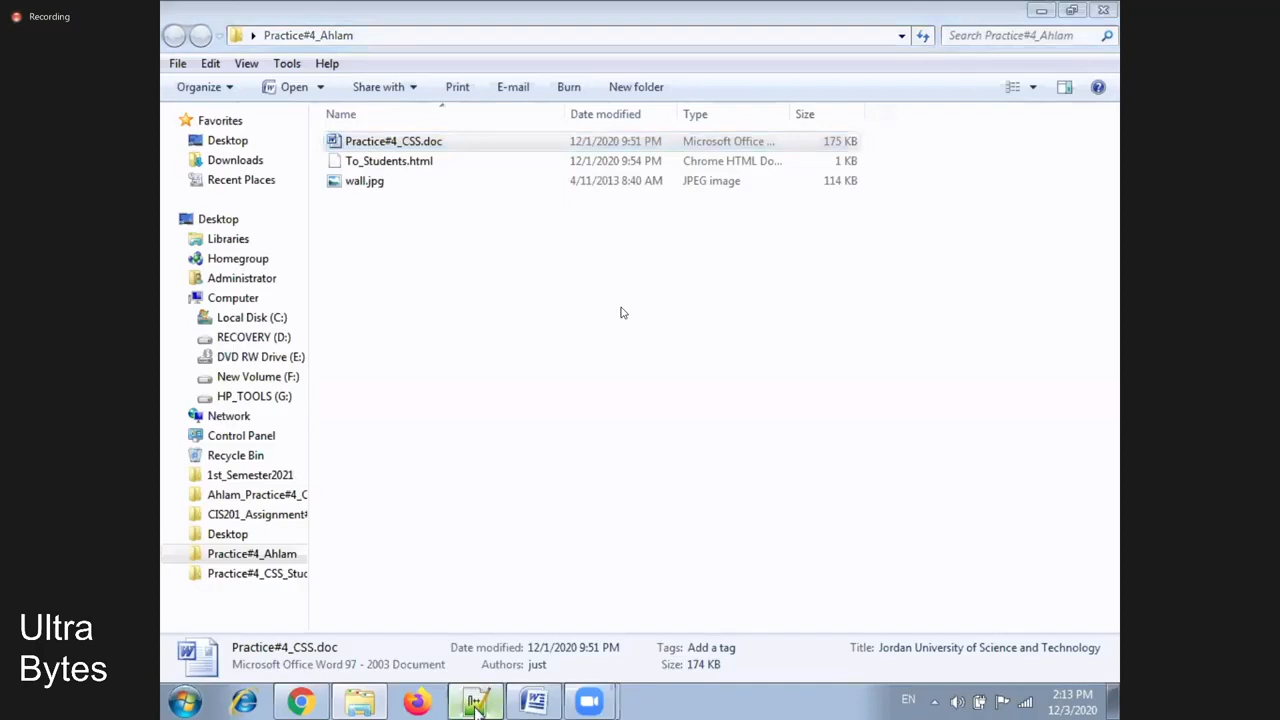 Recording
Practice#4_Ahlam
Search Practice#4_Ahlam
File Edit View Tools Help
Organize Open Share with Print E-mail Burn New folder
Name Date modified Type Size
Practice#4_CSS.doc 12/1/2020 9:51 PM Microsoft Office ... 175 KB
To_Students.html 12/1/2020 9:54 PM Chrome HTML Do... 1 KB
wall.jpg 4/11/2013 8:40 AM JPEG image 114 KB
Favorites
Desktop
Downloads
Recent Places
Desktop
Libraries
Homegroup
Administrator
Computer
Local Disk (C:)
RECOVERY (D:)
DVD RW Drive (E:)
New Volume (F:)
HP_TOOLS (G:)
Network
Control Panel
Recycle Bin
1st_Semester2021
Ahlam_Practice#4_C
CIS201_Assignment#
Desktop
Practice#4_Ahlam
Practice#4_CSS_Stud
Practice#4_CSS.doc Date modified: 12/1/2020 9:51 PM Tags: Add a tag Title: Jordan University of Science and Technology
Microsoft Office Word 97 - 2003 Document Authors: just Size: 174 KB
Ultra
Bytes
EN
2:13 PM
12/3/2020